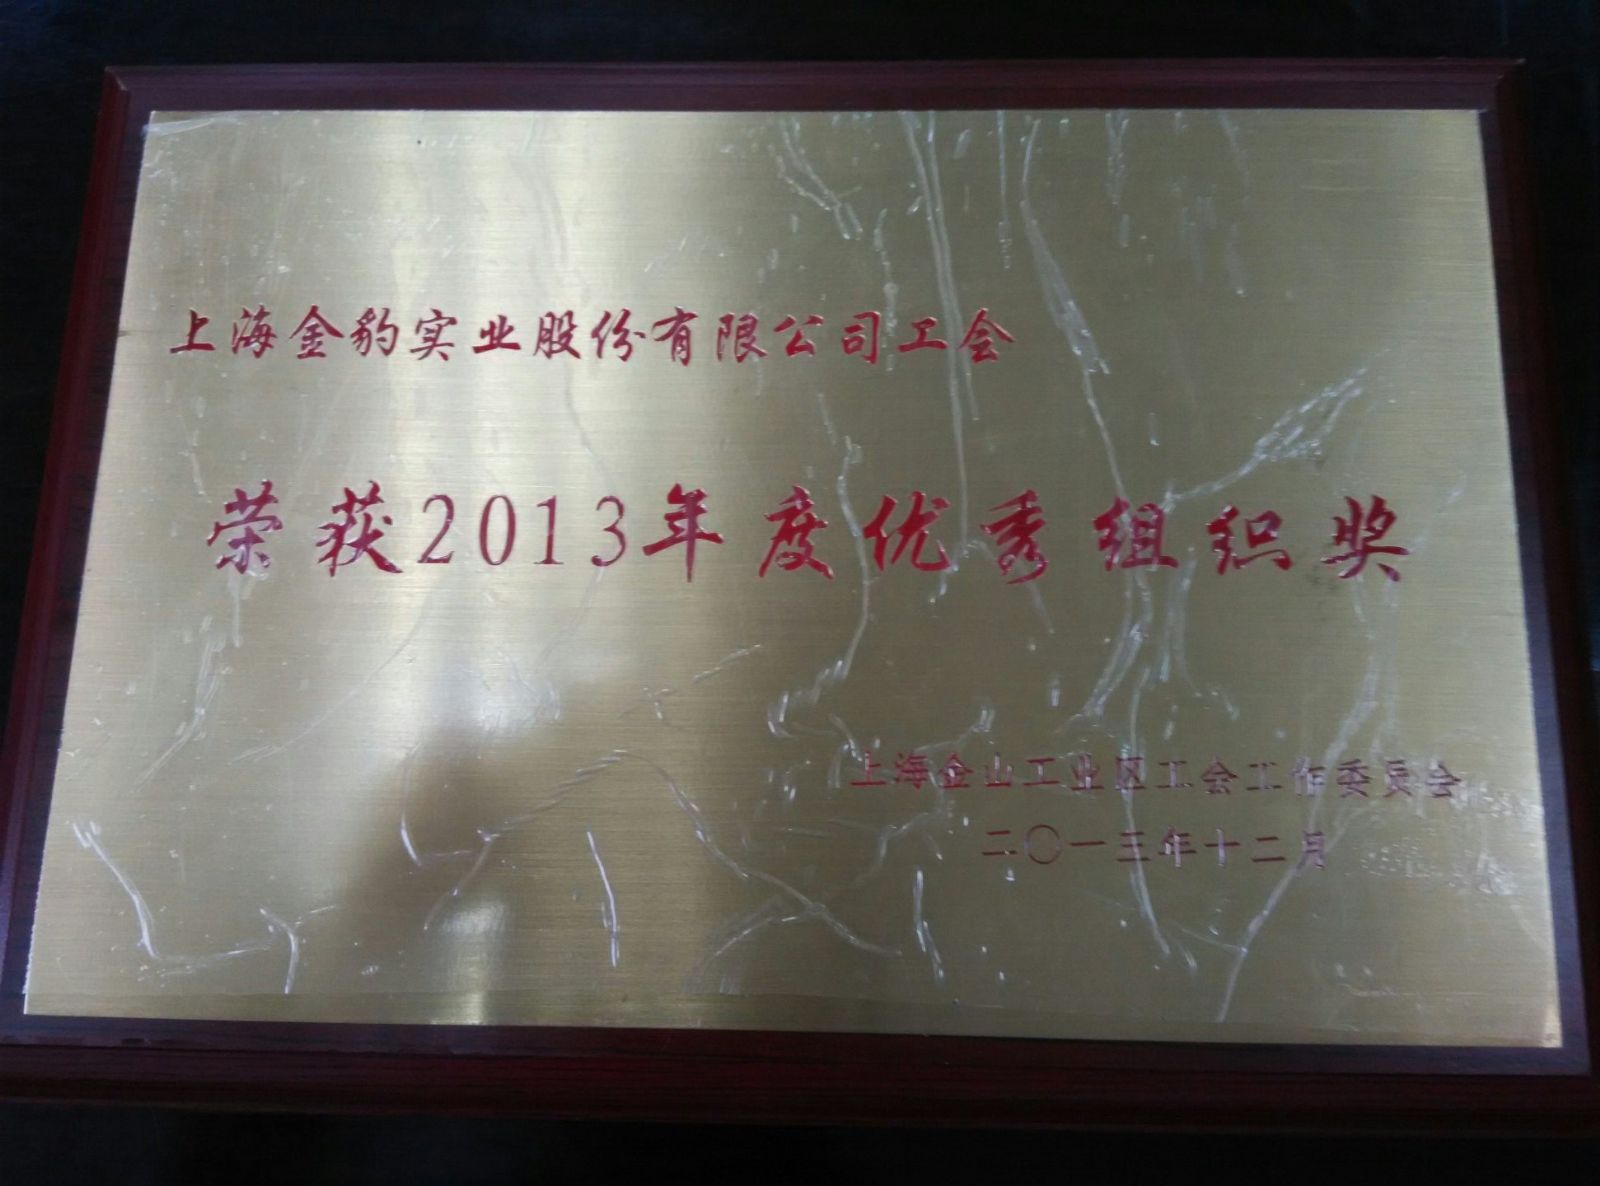 上海金豹实业股份有限公司工会
荣获2013年度优秀组织奖
上海金山工业区工会工作委员会
二〇一三年十二月